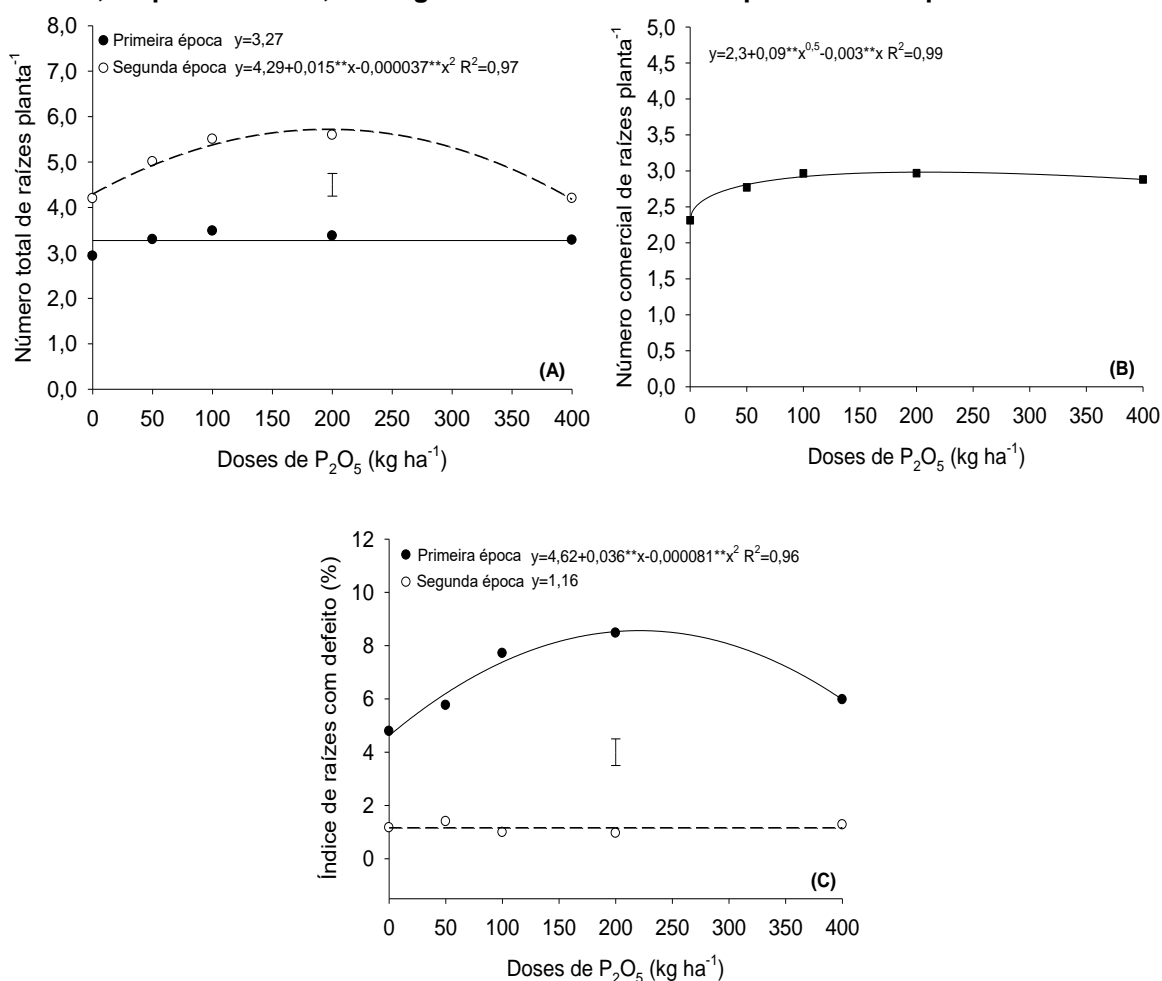 Número total de raízes planta⁻¹
8,0
7,0
6,0
5,0
4,0
3,0
2,0
1,0
0,0
Primeira época y=3,27
Segunda época y=4,29+0,015**x-0,000037**x² R²=0,97
(A)
0 50 100 150 200 250 300 350 400
Doses de P₂O₅ (kg ha⁻¹)
Número comercial de raízes planta⁻¹
5,0
4,5
4,0
3,5
3,0
2,5
2,0
1,5
1,0
0,5
0,0
y=2,3+0,09**x⁰,⁵-0,003**x R²=0,99
(B)
0 50 100 150 200 250 300 350 400
Doses de P₂O₅ (kg ha⁻¹)
Índice de raízes com defeito (%)
12
10
8
6
4
2
0
Primeira época y=4,62+0,036**x-0,000081**x² R²=0,96
Segunda época y=1,16
(C)
0 50 100 150 200 250 300 350 400
Doses de P₂O₅ (kg ha⁻¹)